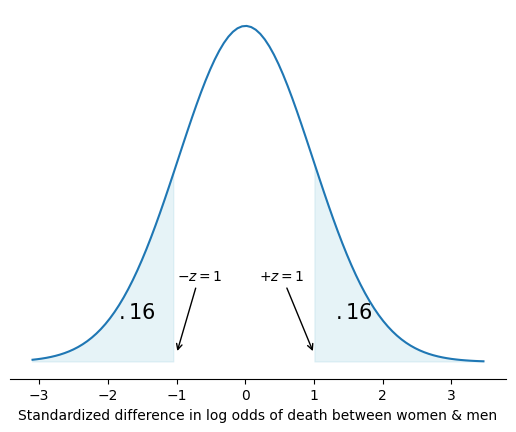 −z = 1
+z = 1
.16
.16
−3 −2 −1 0 1 2 3
Standardized difference in log odds of death between women & men